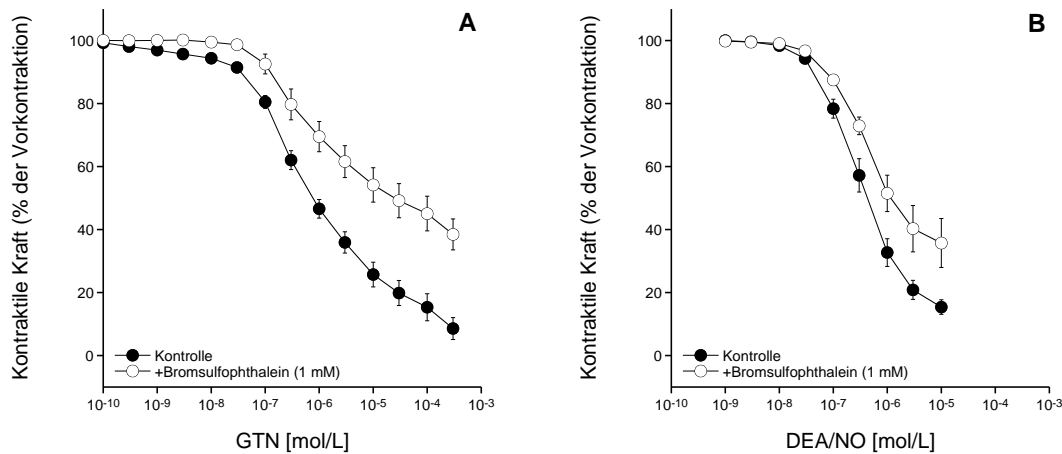 A
Kontraktile Kraft (% der Vorkontraktion)
100
80
60
40
20
0
Kontrolle
+Bromsulfophthalein (1 mM)
10-10 10-9 10-8 10-7 10-6 10-5 10-4 10-3
GTN [mol/L]
B
Kontraktile Kraft (% der Vorkontraktion)
100
80
60
40
20
0
Kontrolle
+Bromsulfophthalein (1 mM)
10-10 10-9 10-8 10-7 10-6 10-5 10-4 10-3
DEA/NO [mol/L]